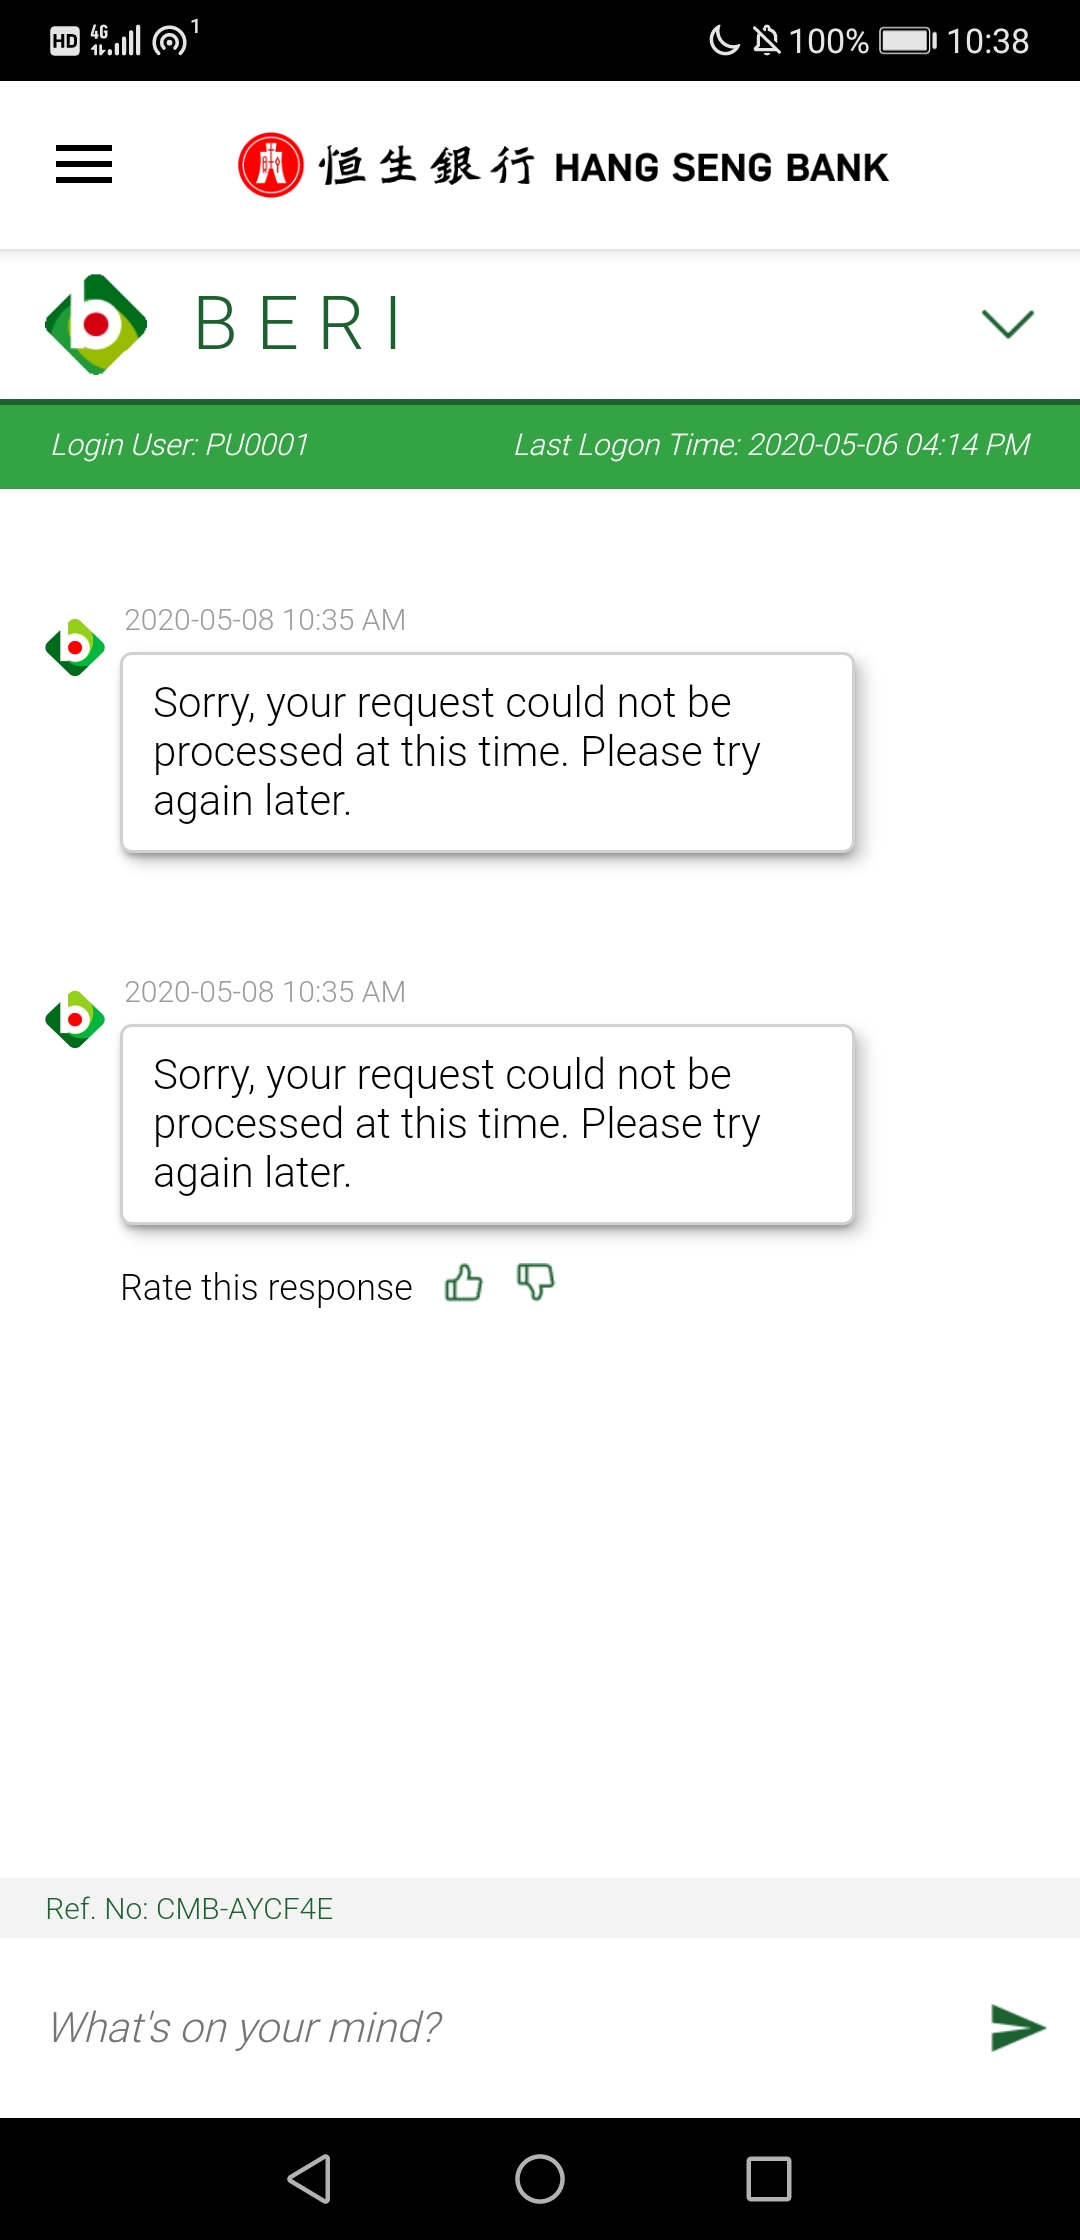 HD 4G 1 100% 10:38
恒生銀行 HANG SENG BANK
BERI
Login User: PU0001 Last Logon Time: 2020-05-06 04:14 PM
2020-05-08 10:35 AM
Sorry, your request could not be
processed at this time. Please try
again later.
2020-05-08 10:35 AM
Sorry, your request could not be
processed at this time. Please try
again later.
Rate this response
Ref. No: CMB-AYCF4E
What's on your mind?